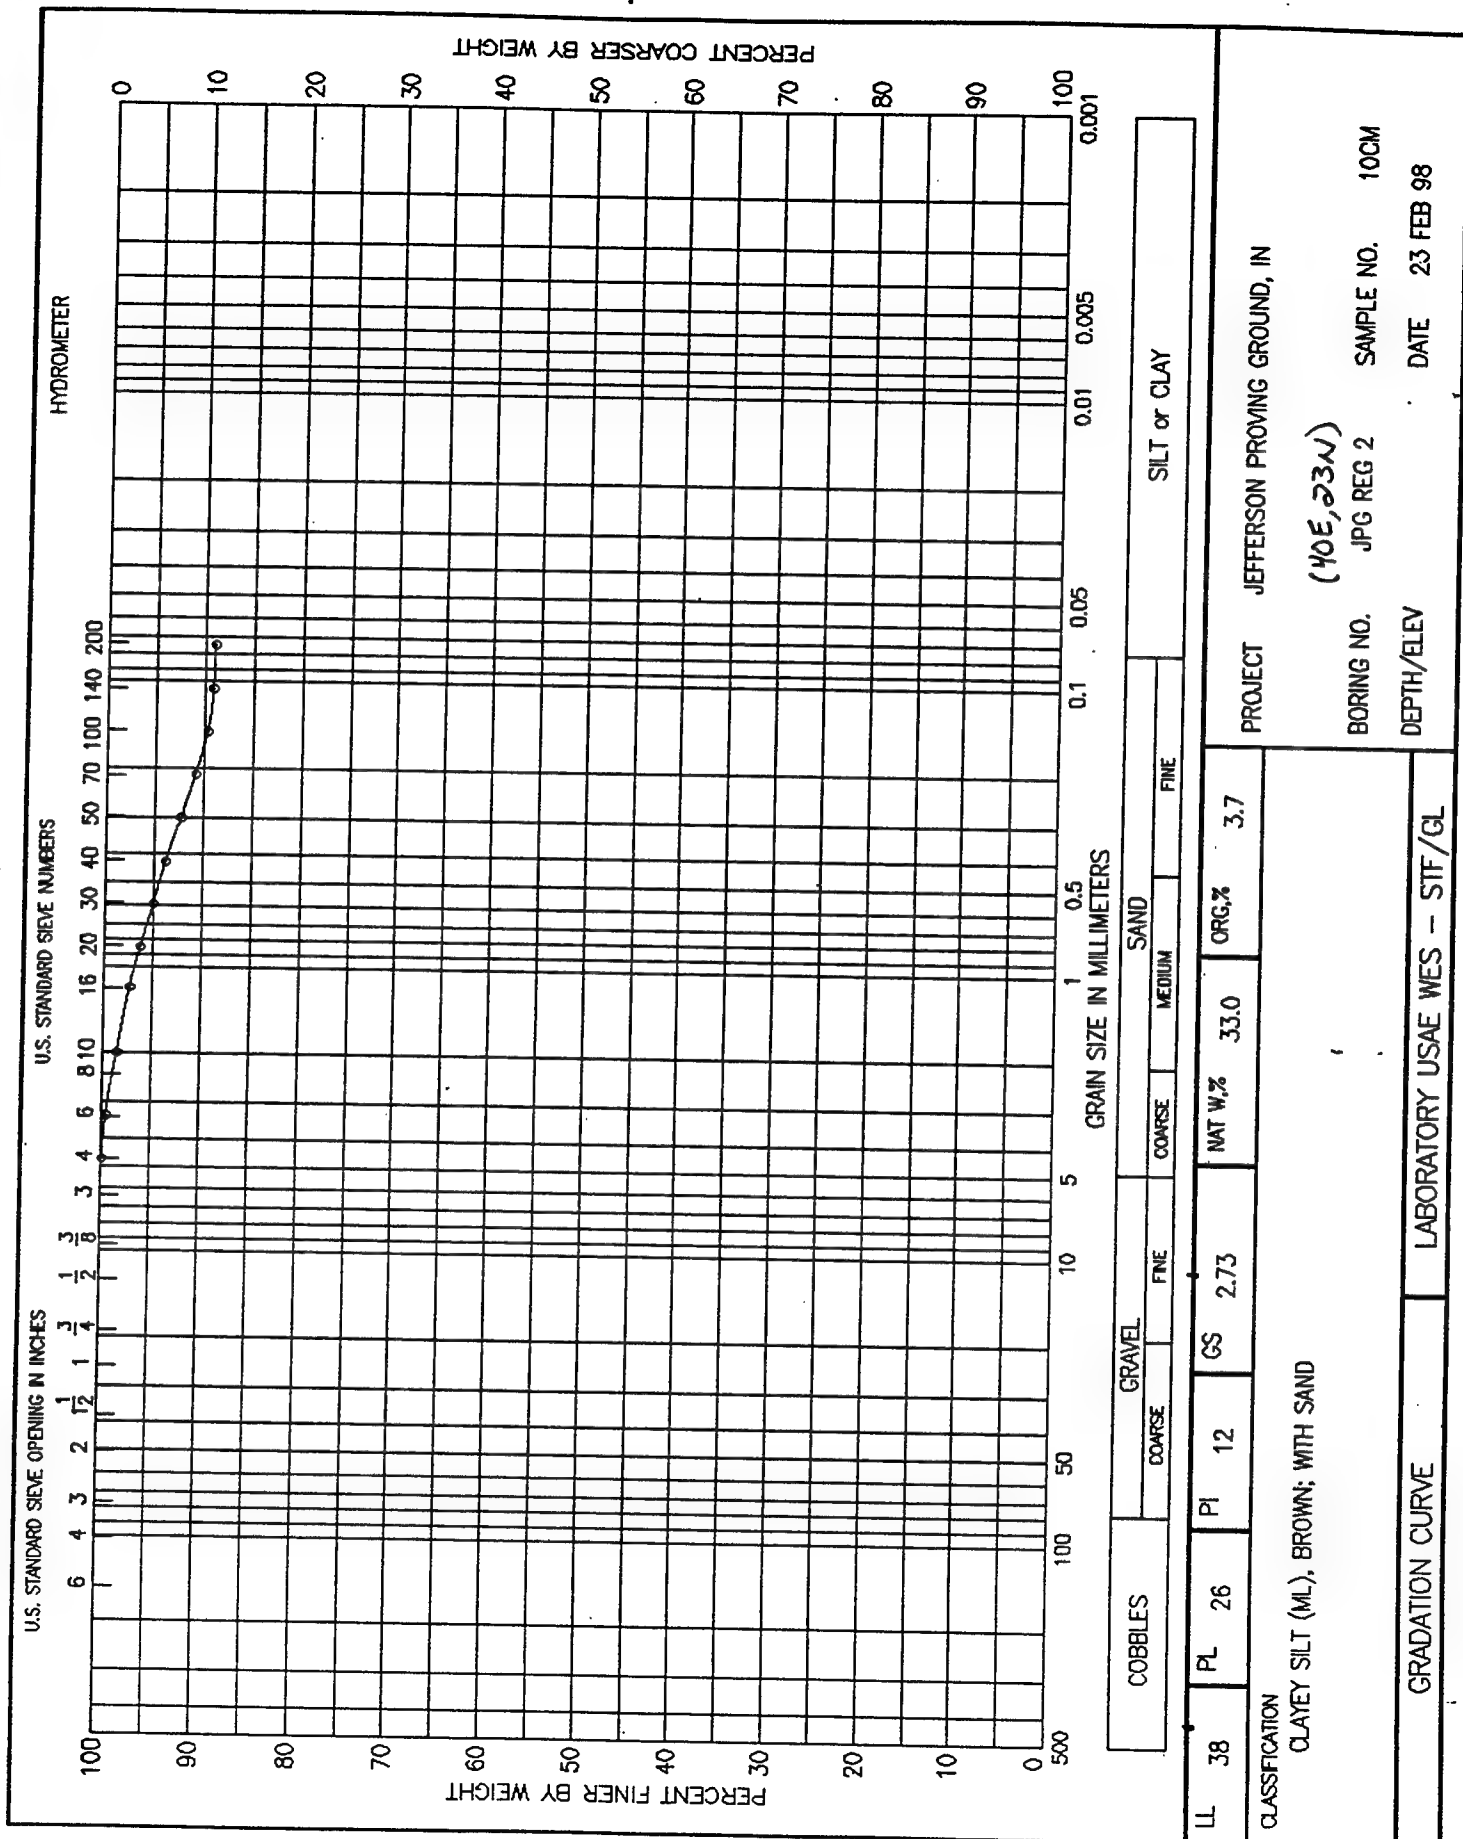 U.S. STANDARD SIEVE OPENING IN INCHES U.S. STANDARD SIEVE NUMBERS HYDROMETER
6 4 3 2 1 1/2 1 3/4 1/2 3/8 3 4 6 8 10 16 20 30 40 50 70 100 140 200
PERCENT FINER BY WEIGHT
100
90
80
70
60
50
40
30
20
10
0
PERCENT COARSER BY WEIGHT
0
10
20
30
40
50
60
70
80
90
100
500 100 50 10 5 1 0.5 0.1 0.05 0.01 0.005 0.001
GRAIN SIZE IN MILLIMETERS
COBBLES GRAVEL SAND SILT or CLAY
COARSE FINE COARSE MEDIUM FINE
LL 38 PL 26 PI 12 GS 2.73 NAT W,% 33.0 ORG,% 3.7
CLASSIFICATION
CLAYEY SILT (ML), BROWN; WITH SAND
PROJECT JEFFERSON PROVING GROUND, IN
(40E, 23N)
BORING NO. JPG REG 2 SAMPLE NO. 10CM
DEPTH/ELEV DATE 23 FEB 98
GRADATION CURVE LABORATORY USAE WES - STF/GL